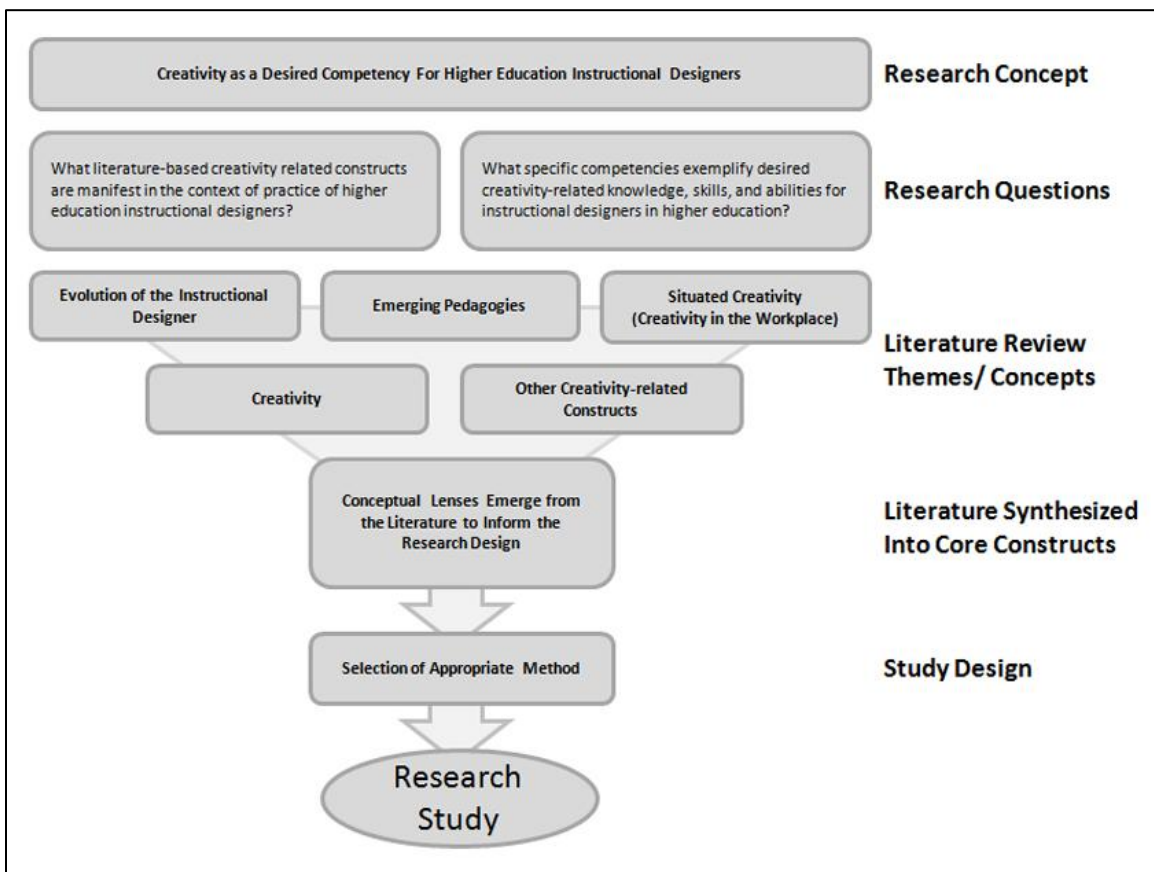 Creativity as a Desired Competency For Higher Education Instructional Designers
Research Concept
What literature-based creativity related constructs
are manifest in the context of practice of higher
education instructional designers?
What specific competencies exemplify desired
creativity-related knowledge, skills, and abilities for
instructional designers in higher education?
Research Questions
Evolution of the Instructional
Designer
Emerging Pedagogies
Situated Creativity
(Creativity in the Workplace)
Creativity
Other Creativity-related
Constructs
Literature Review
Themes/ Concepts
Conceptual Lenses Emerge from
the Literature to Inform the
Research Design
Literature Synthesized
Into Core Constructs
Selection of Appropriate Method
Study Design
Research
Study